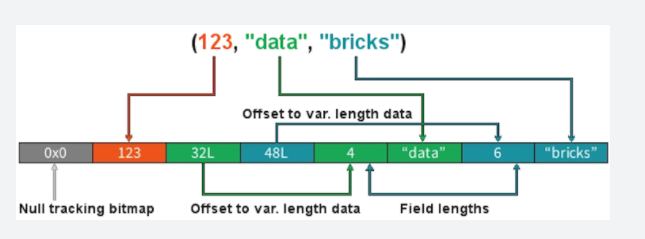 (123, "data", "bricks")
Offset to var. length data
0x0 123 32L 48L 4 "data" 6 "bricks"
Null tracking bitmap Offset to var. length data Field lengths